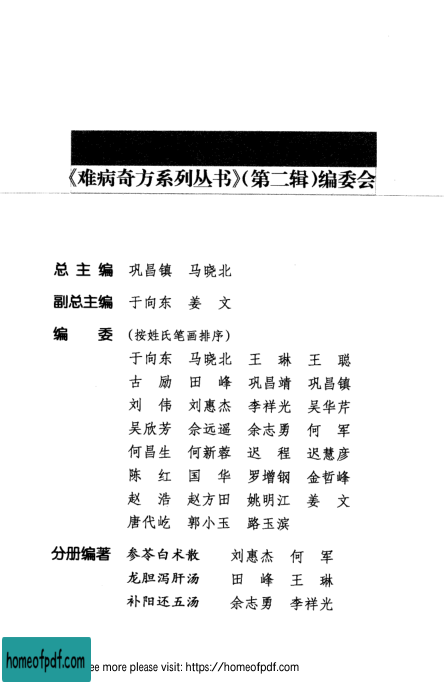 《难病奇方系列丛书》(第二辑)编委会
总主编 巩昌镇 马晓北
副总主编 于向东 姜文
编委 (按姓氏笔画排序)
于向东 马晓北 王琳 王聪
古励 田峰 巩昌靖 巩昌镇
刘伟 刘惠杰 李祥光 吴华芹
吴欣芳 佘远遥 佘志勇 何军
何昌生 何新蓉 迟程 迟慧彦
陈红 国华 罗增钢 金哲峰
赵浩 赵方田 姚明江 姜文
唐代屹 郭小玉 路玉滨
分册编著 参苓白术散 刘惠杰 何军
龙胆泻肝汤 田峰 王琳
补阳还五汤 佘志勇 李祥光
homeofpdf.com
ee more please visit: https://homeofpdf.com